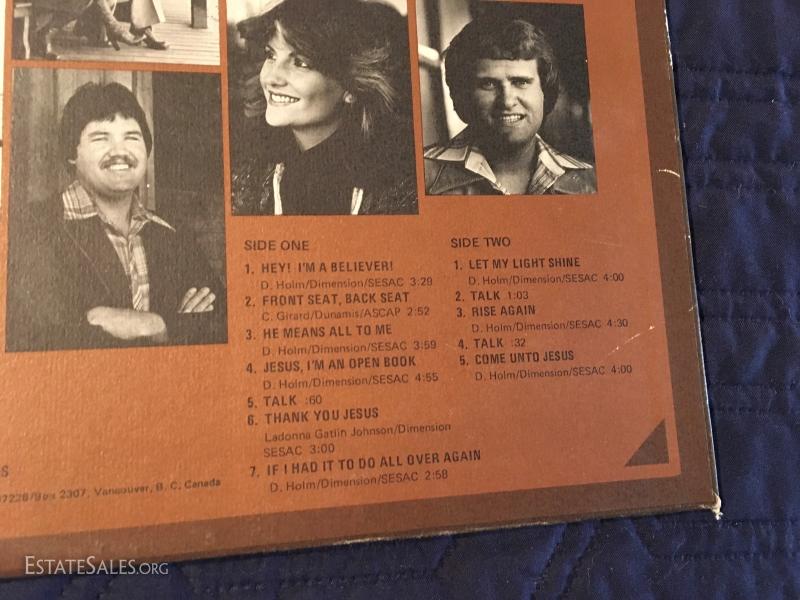 SIDE ONE
1. HEY! I'M A BELIEVER!
D. Holm/Dimension/SESAC 3:29
2. FRONT SEAT, BACK SEAT
C. Girard/Dunamis/ASCAP 2:52
3. HE MEANS ALL TO ME
D. Holm/Dimension/SESAC 3:59
4. JESUS, I'M AN OPEN BOOK
D. Holm/Dimension/SESAC 4:55
5. TALK :60
6. THANK YOU JESUS
Ladonna Gatlin Johnson/Dimension
SESAC 3:00
7. IF I HAD IT TO DO ALL OVER AGAIN
D. Holm/Dimension/SESAC 2:58
SIDE TWO
1. LET MY LIGHT SHINE
D. Holm/Dimension/SESAC 4:00
2. TALK 1:03
3. RISE AGAIN
D. Holm/Dimension/SESAC 4:30
4. TALK :32
5. COME UNTO JESUS
D. Holm/Dimension/SESAC 4:00
S
97228/Box 2307, Vancouver, B. C. Canada
ESTATESALES.ORG